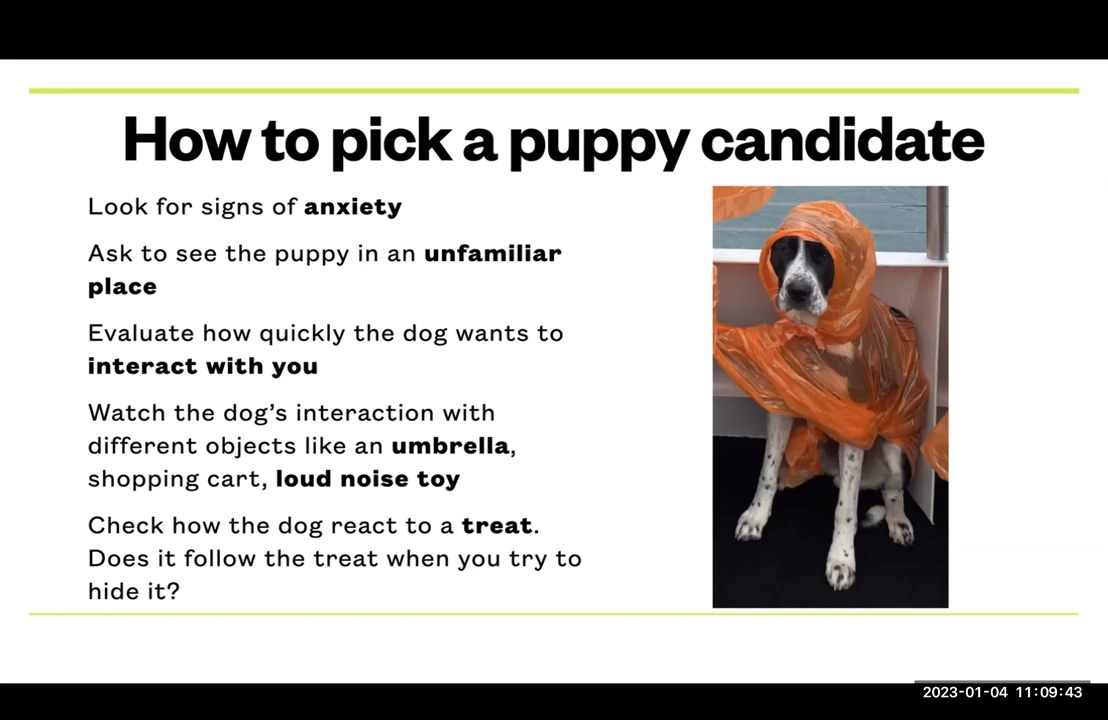 How to pick a puppy candidate
Look for signs of anxiety
Ask to see the puppy in an unfamiliar
place
Evaluate how quickly the dog wants to
interact with you
Watch the dog’s interaction with
different objects like an umbrella,
shopping cart, loud noise toy
Check how the dog react to a treat.
Does it follow the treat when you try to
hide it?
2023-01-04 11:09:43